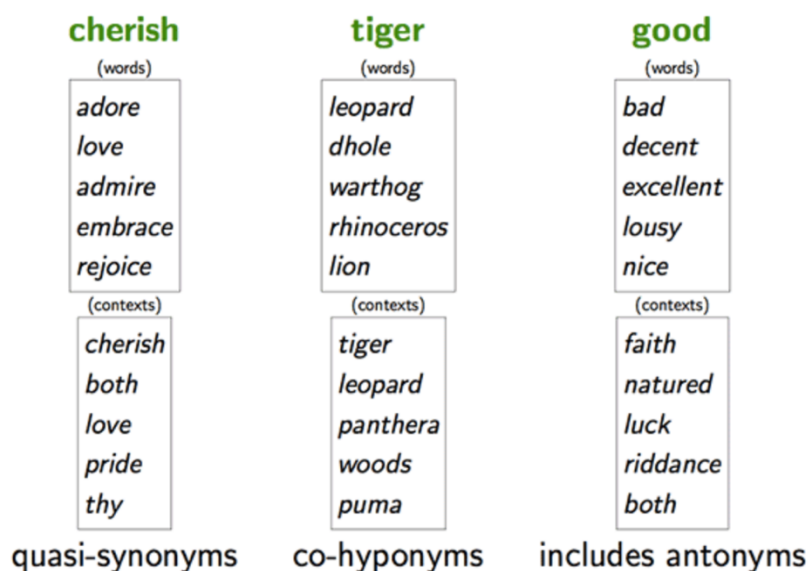 cherish
(words)
adore
love
admire
embrace
rejoice
(contexts)
cherish
both
love
pride
thy
quasi-synonyms
tiger
(words)
leopard
dhole
warthog
rhinoceros
lion
(contexts)
tiger
leopard
panthera
woods
puma
co-hyponyms
good
(words)
bad
decent
excellent
lousy
nice
(contexts)
faith
natured
luck
riddance
both
includes antonyms